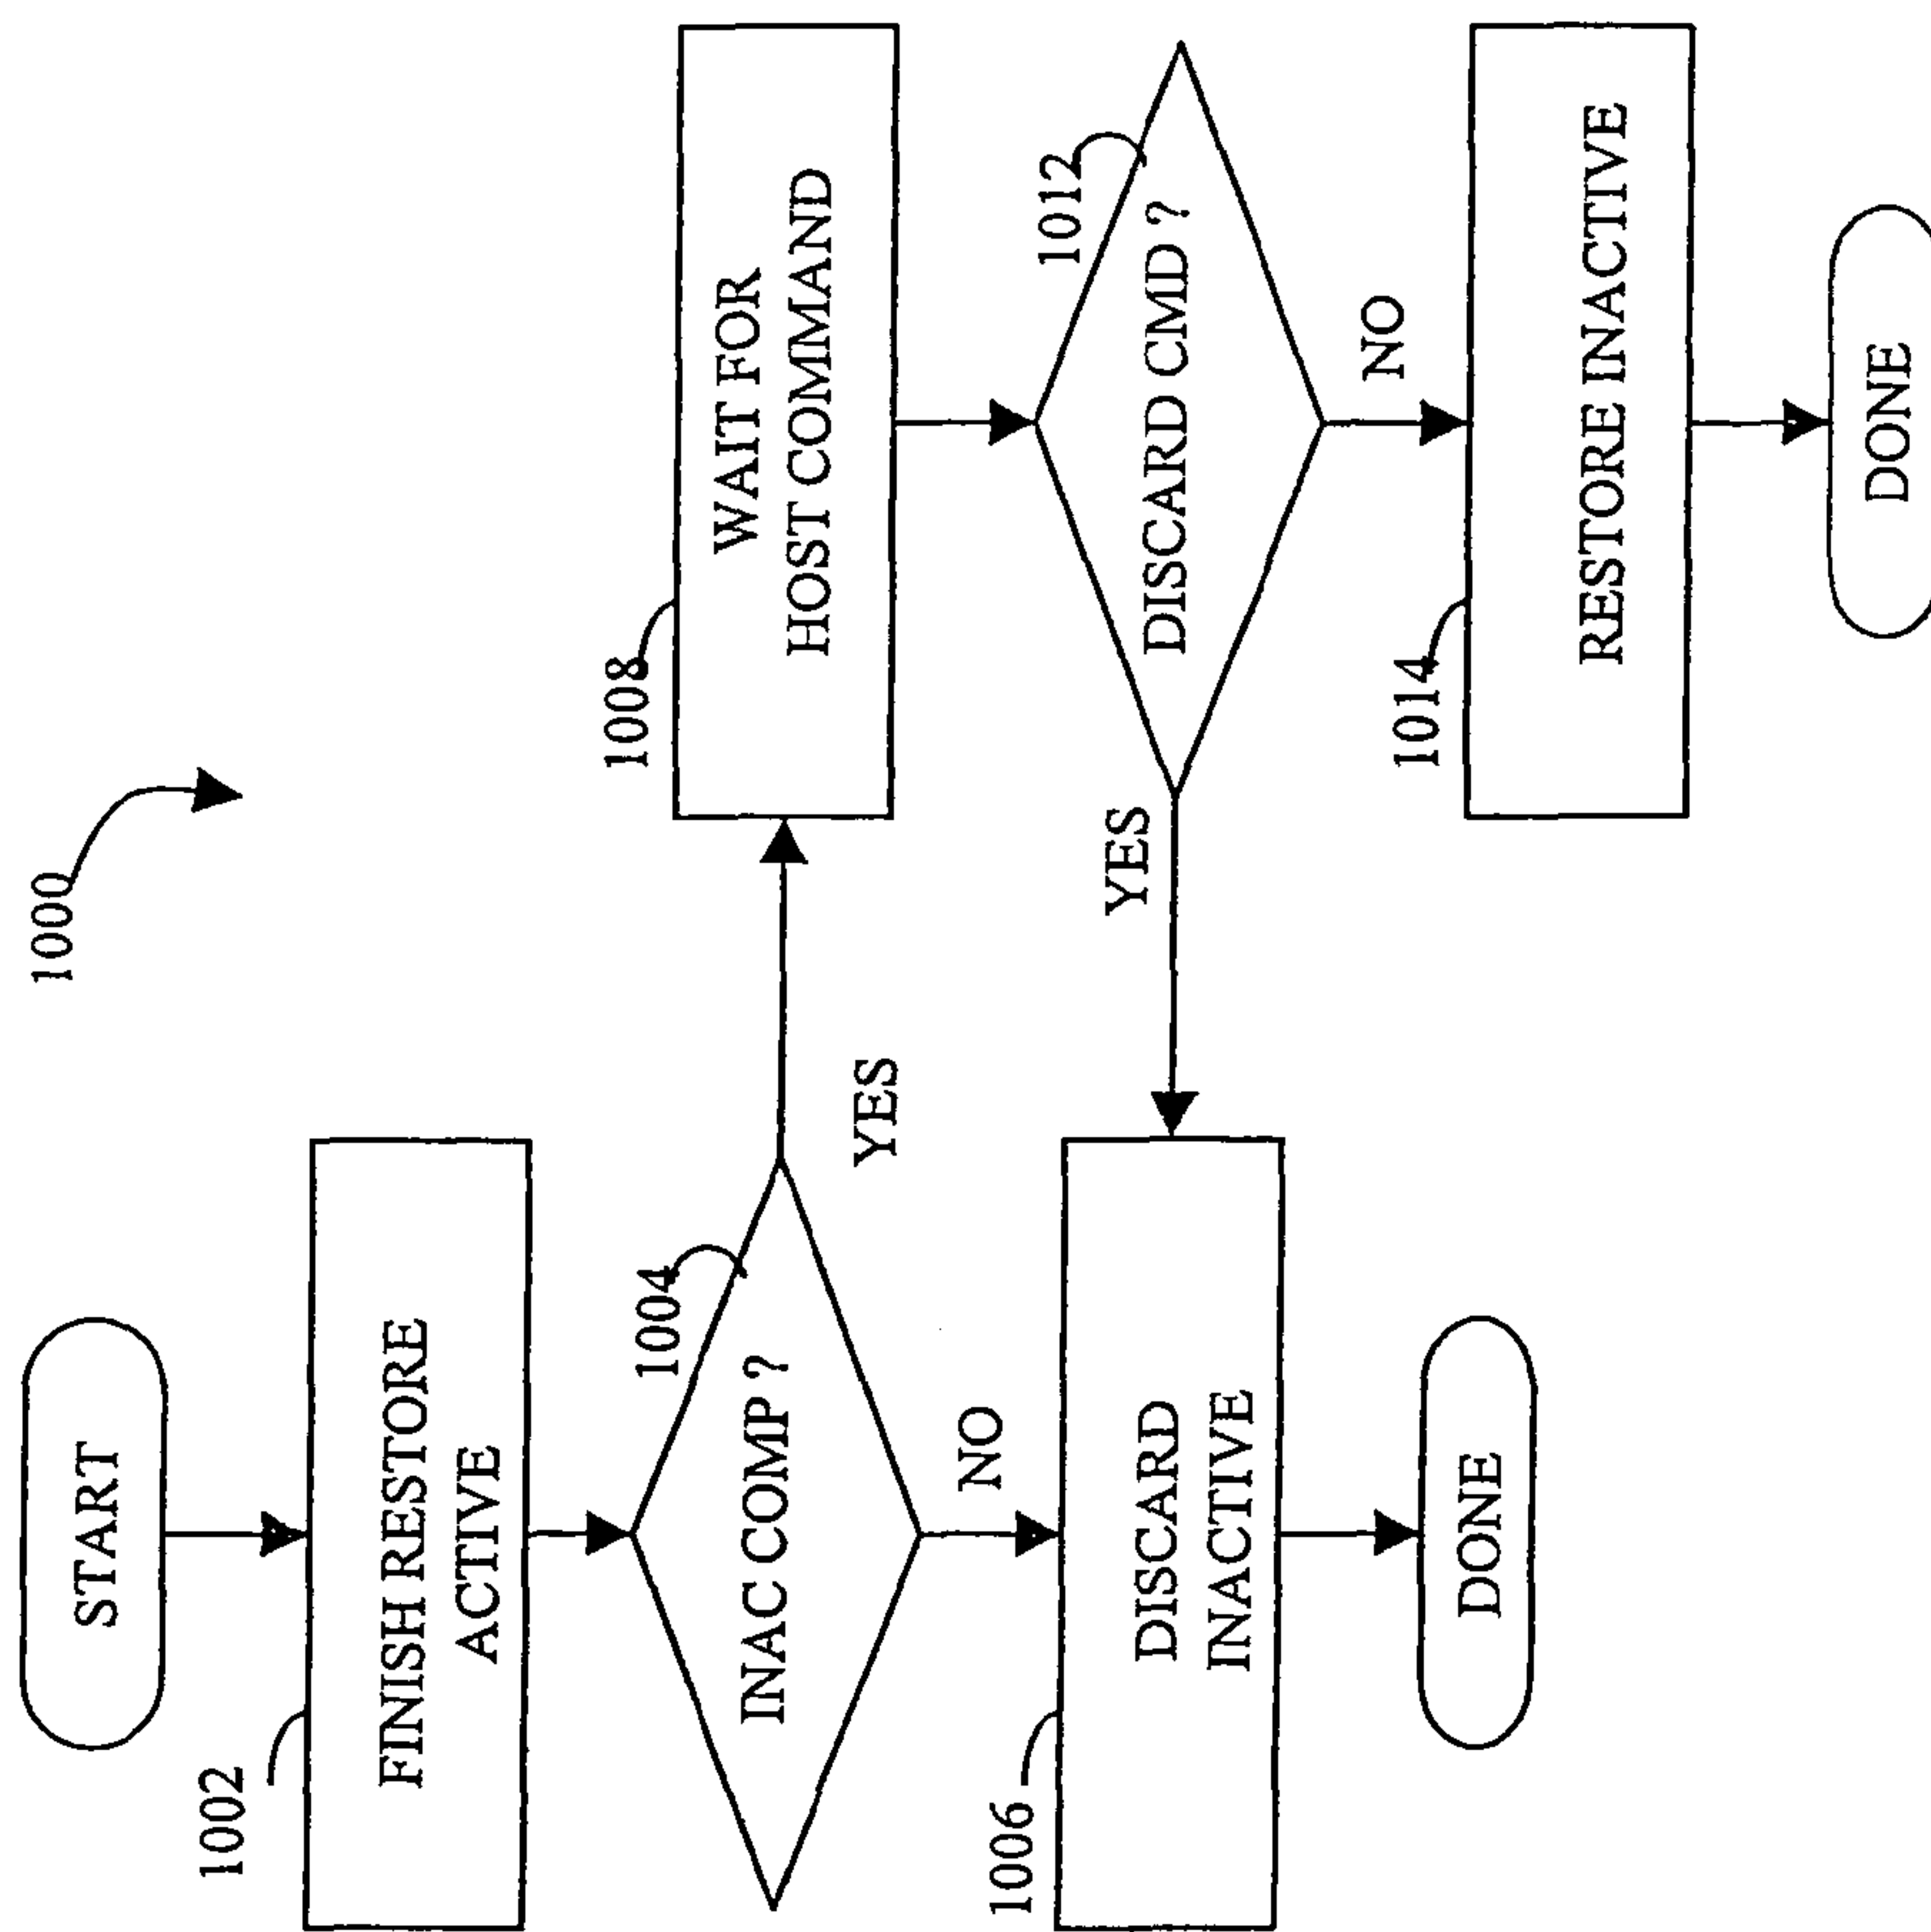 1000
START
1002
FINISH RESTORE
ACTIVE
1004
INAC COMP ?
YES
NO
1006
DISCARD
INACTIVE
DONE
1008
WAIT FOR
HOST COMMAND
1012
DISCARD CMD ?
YES
NO
1014
RESTORE INACTIVE
DONE